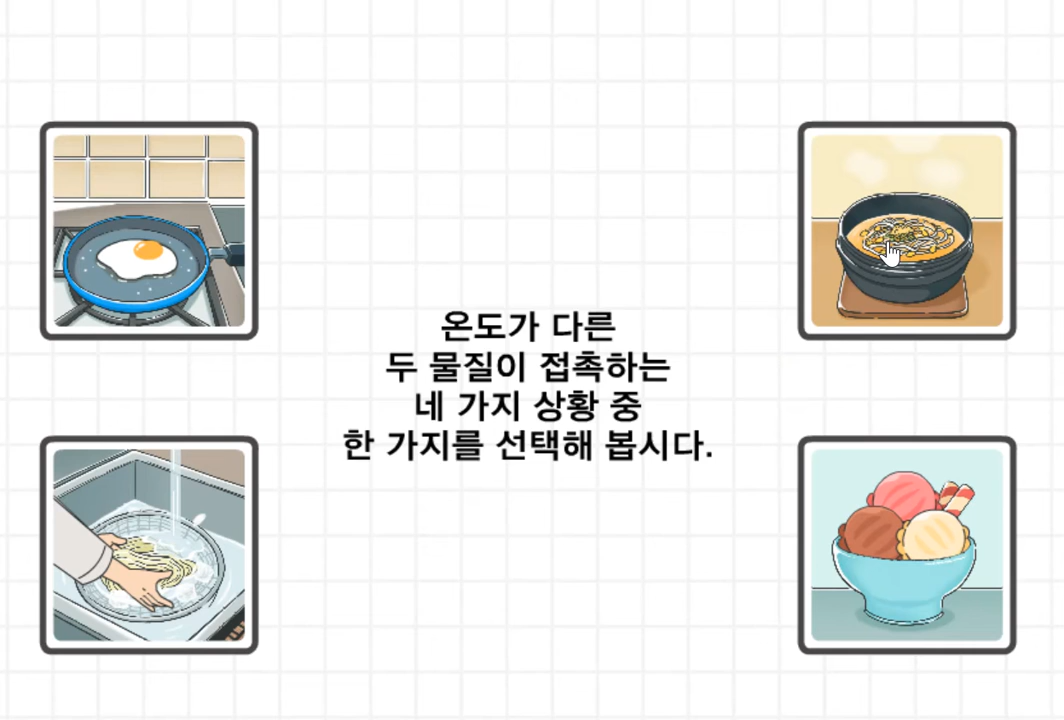 온도가 다른
두 물질이 접촉하는
네 가지 상황 중
한 가지를 선택해 봅시다.